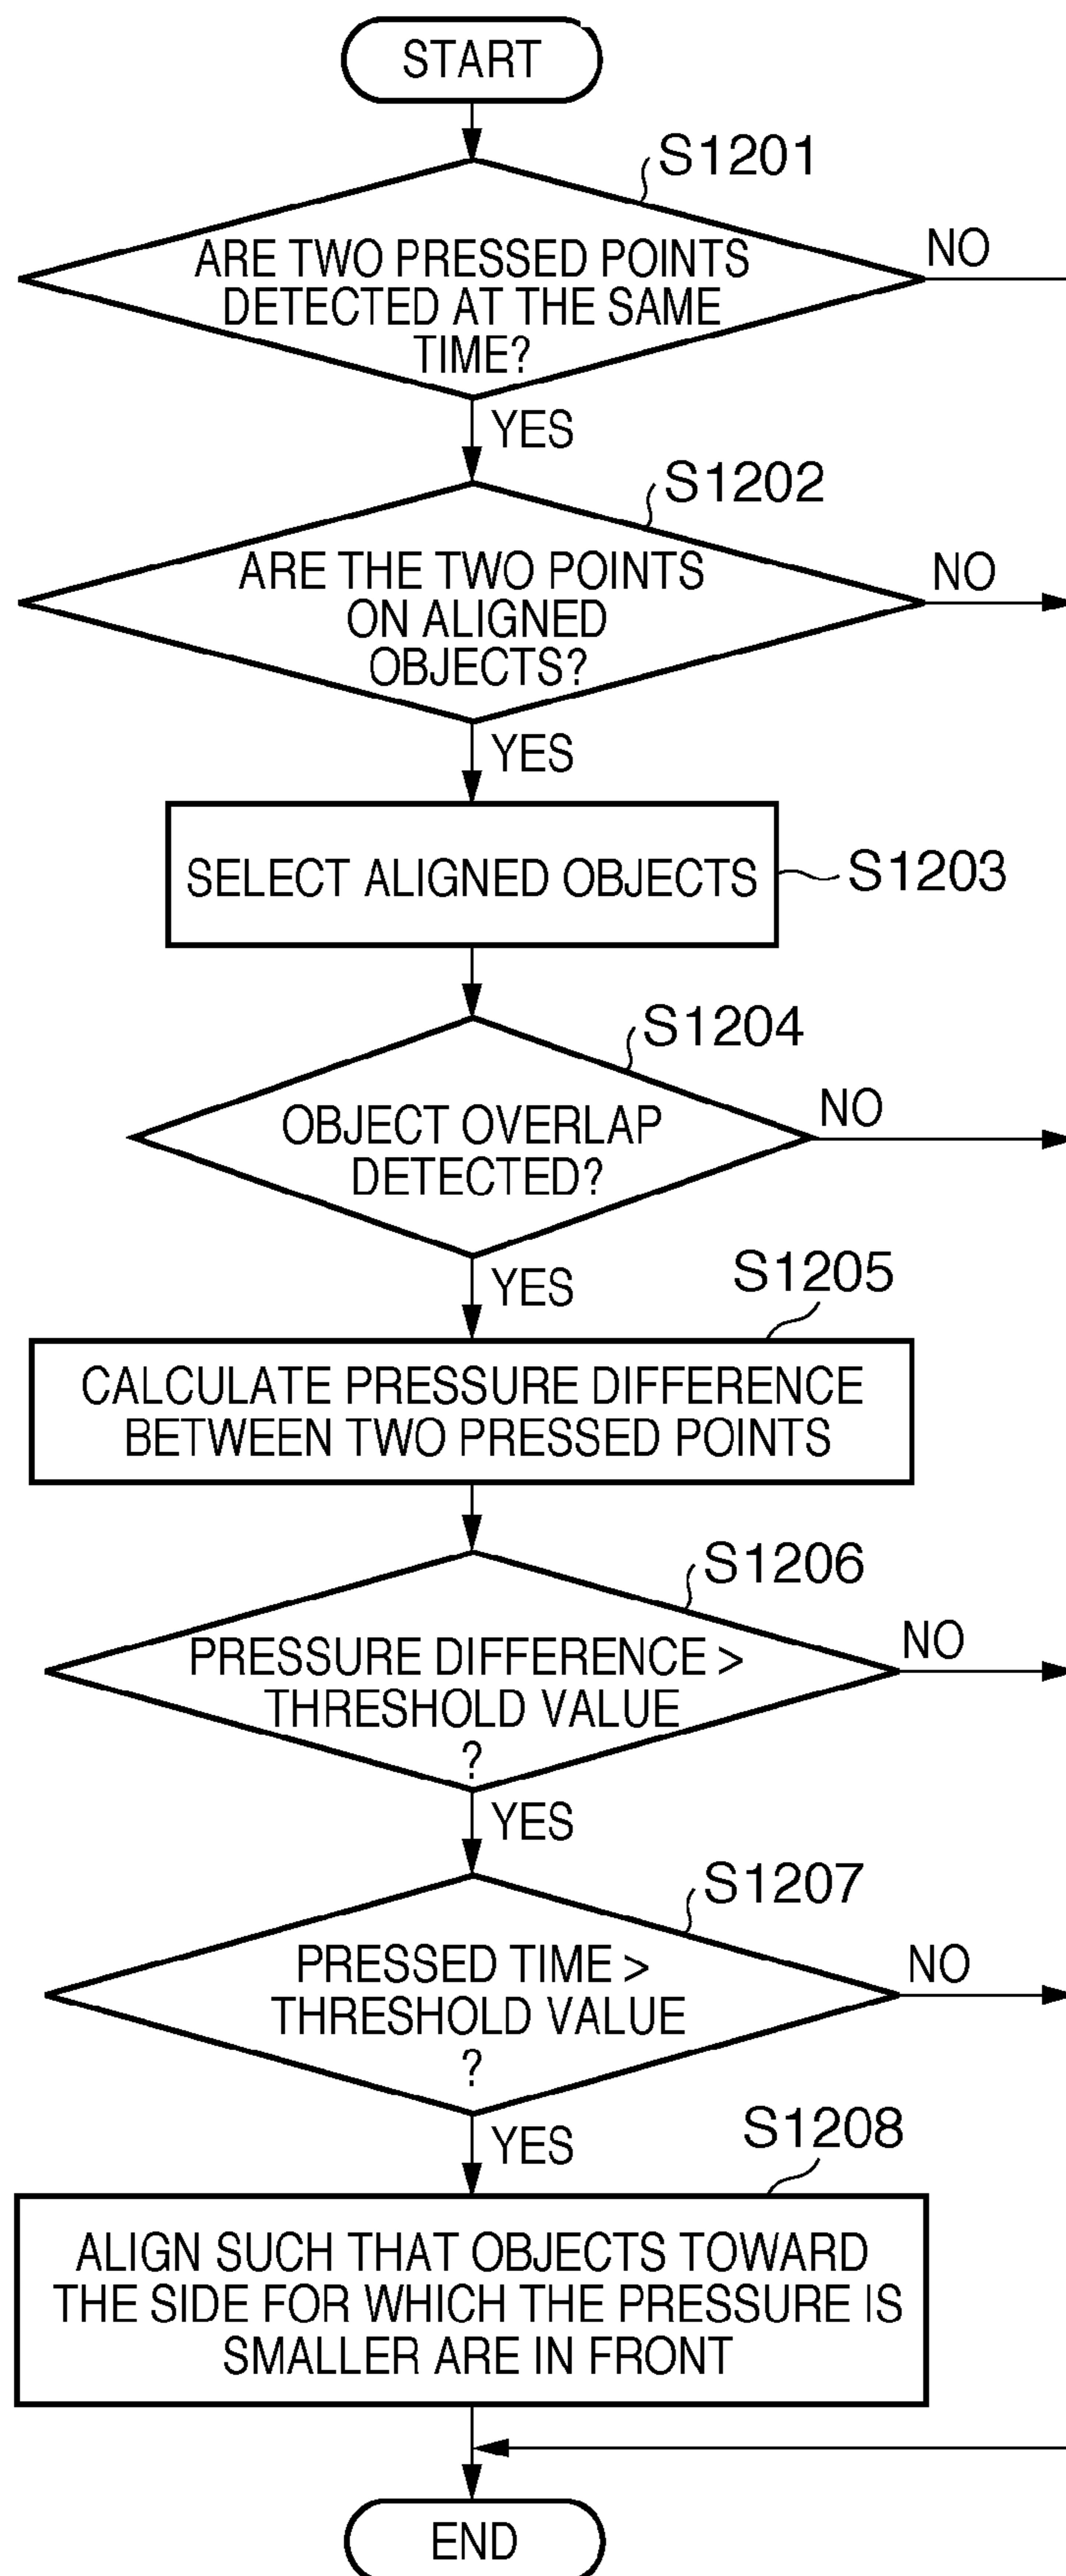 START
S1201
ARE TWO PRESSED POINTS
DETECTED AT THE SAME
TIME?
NO
YES
S1202
ARE THE TWO POINTS
ON ALIGNED
OBJECTS?
NO
YES
SELECT ALIGNED OBJECTS
S1203
S1204
OBJECT OVERLAP
DETECTED?
NO
YES
S1205
CALCULATE PRESSURE DIFFERENCE
BETWEEN TWO PRESSED POINTS
S1206
PRESSURE DIFFERENCE >
THRESHOLD VALUE
?
NO
YES
S1207
PRESSED TIME >
THRESHOLD VALUE
?
NO
YES
S1208
ALIGN SUCH THAT OBJECTS TOWARD
THE SIDE FOR WHICH THE PRESSURE IS
SMALLER ARE IN FRONT
END